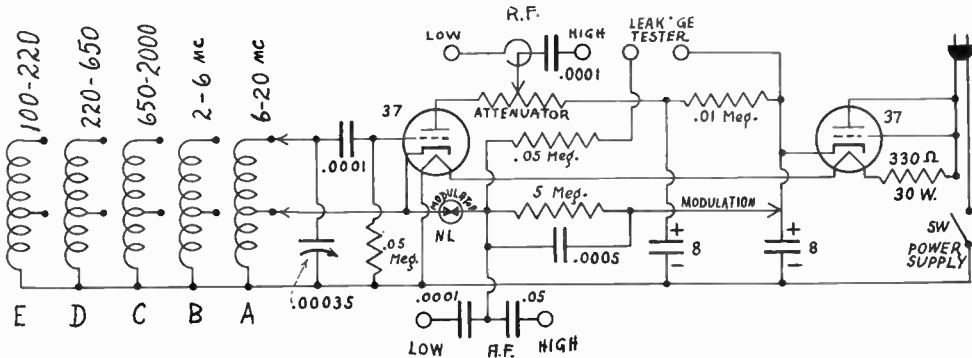 R.F.
LOW
HIGH
.0001
LEAK'GE
TESTER
100-220
220-650
650-2000
2-6 MC
6-20 MC
37
ATTENUATOR
.01 Meg.
37
.0001
.05 Meg.
330 Ω
30 W.
MODULATOR
NL
5 Meg.
MODULATION
.05
Meg.
.0005
+
8
−
+
8
−
SW
POWER
SUPPLY
.00035
.0001
.05
E
D
C
B
A
LOW
A.F.
HIGH